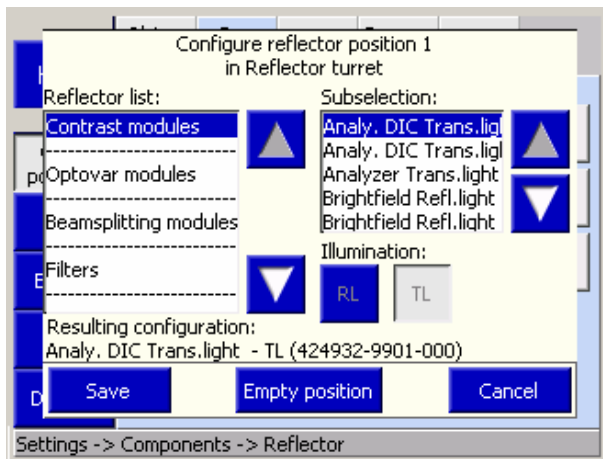 Configure reflector position 1
in Reflector turret
Reflector list:
Contrast modules
--------------------
Optovar modules
--------------------
Beamsplitting modules
--------------------
Filters
--------------------
Subselection:
Analy. DIC Trans.ligl
Analy. DIC Trans.ligl
Analyzer Trans.light
Brightfield Refl.light
Brightfield Refl.light
Illumination:
RL
TL
Resulting configuration:
Analy. DIC Trans.light - TL (424932-9901-000)
Save
Empty position
Cancel
Settings -> Components -> Reflector